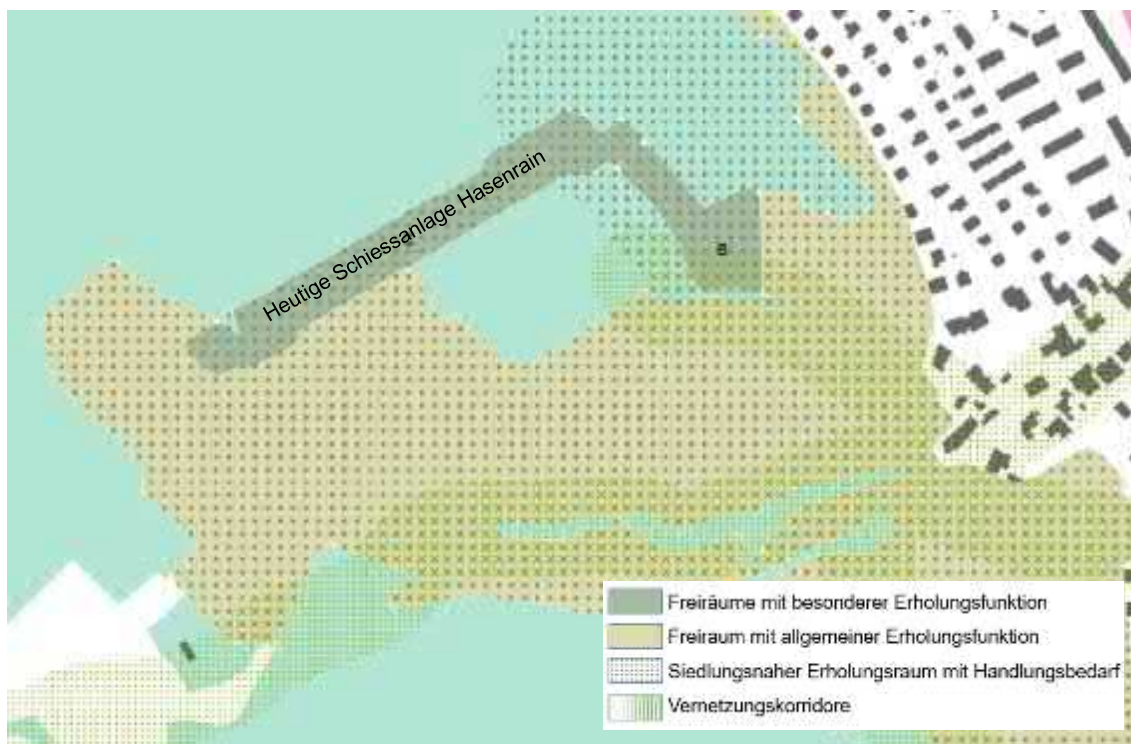 Heutige Schiessanlage Hasenrain
Freiräume mit besonderer Erholungsfunktion
Freiraum mit allgemeiner Erholungsfunktion
Siedlungsnaher Erholungsraum mit Handlungsbedarf
Vernetzungskorridore